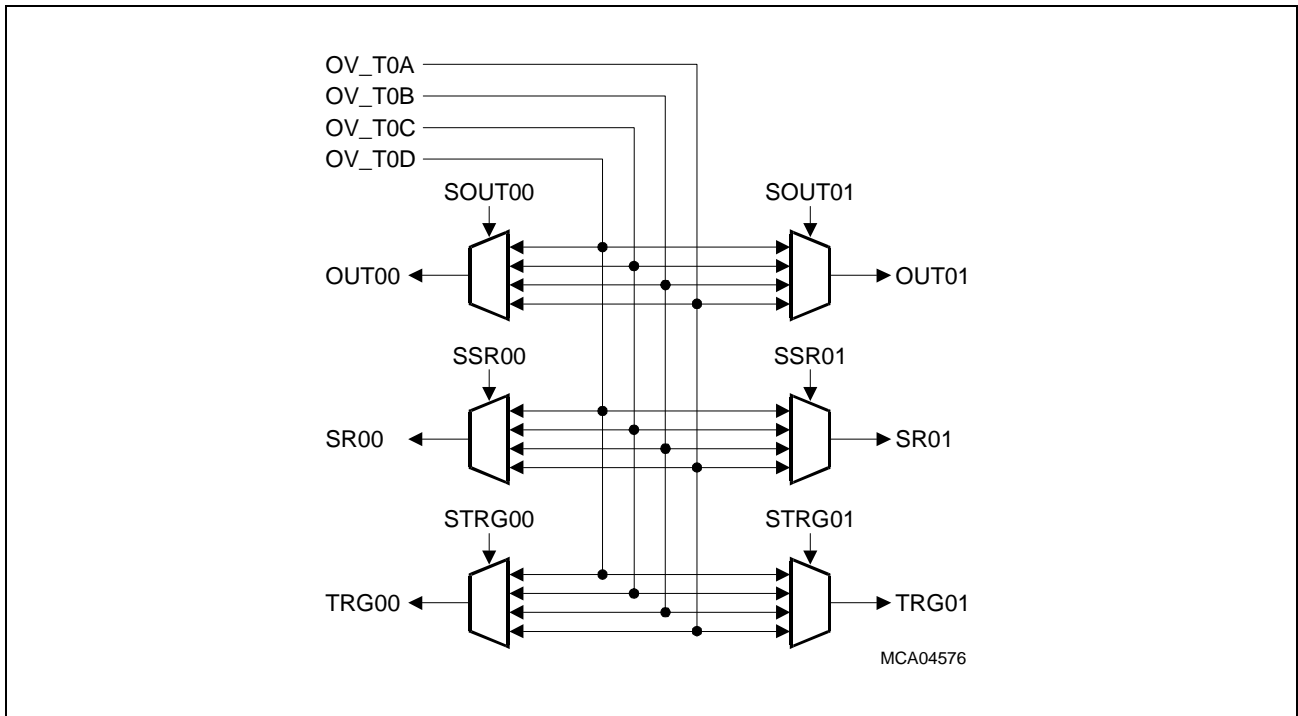 OV_T0A
OV_T0B
OV_T0C
OV_T0D
SOUT00 SOUT01
OUT00 OUT01
SSR00 SSR01
SR00 SR01
STRG00 STRG01
TRG00 TRG01
MCA04576